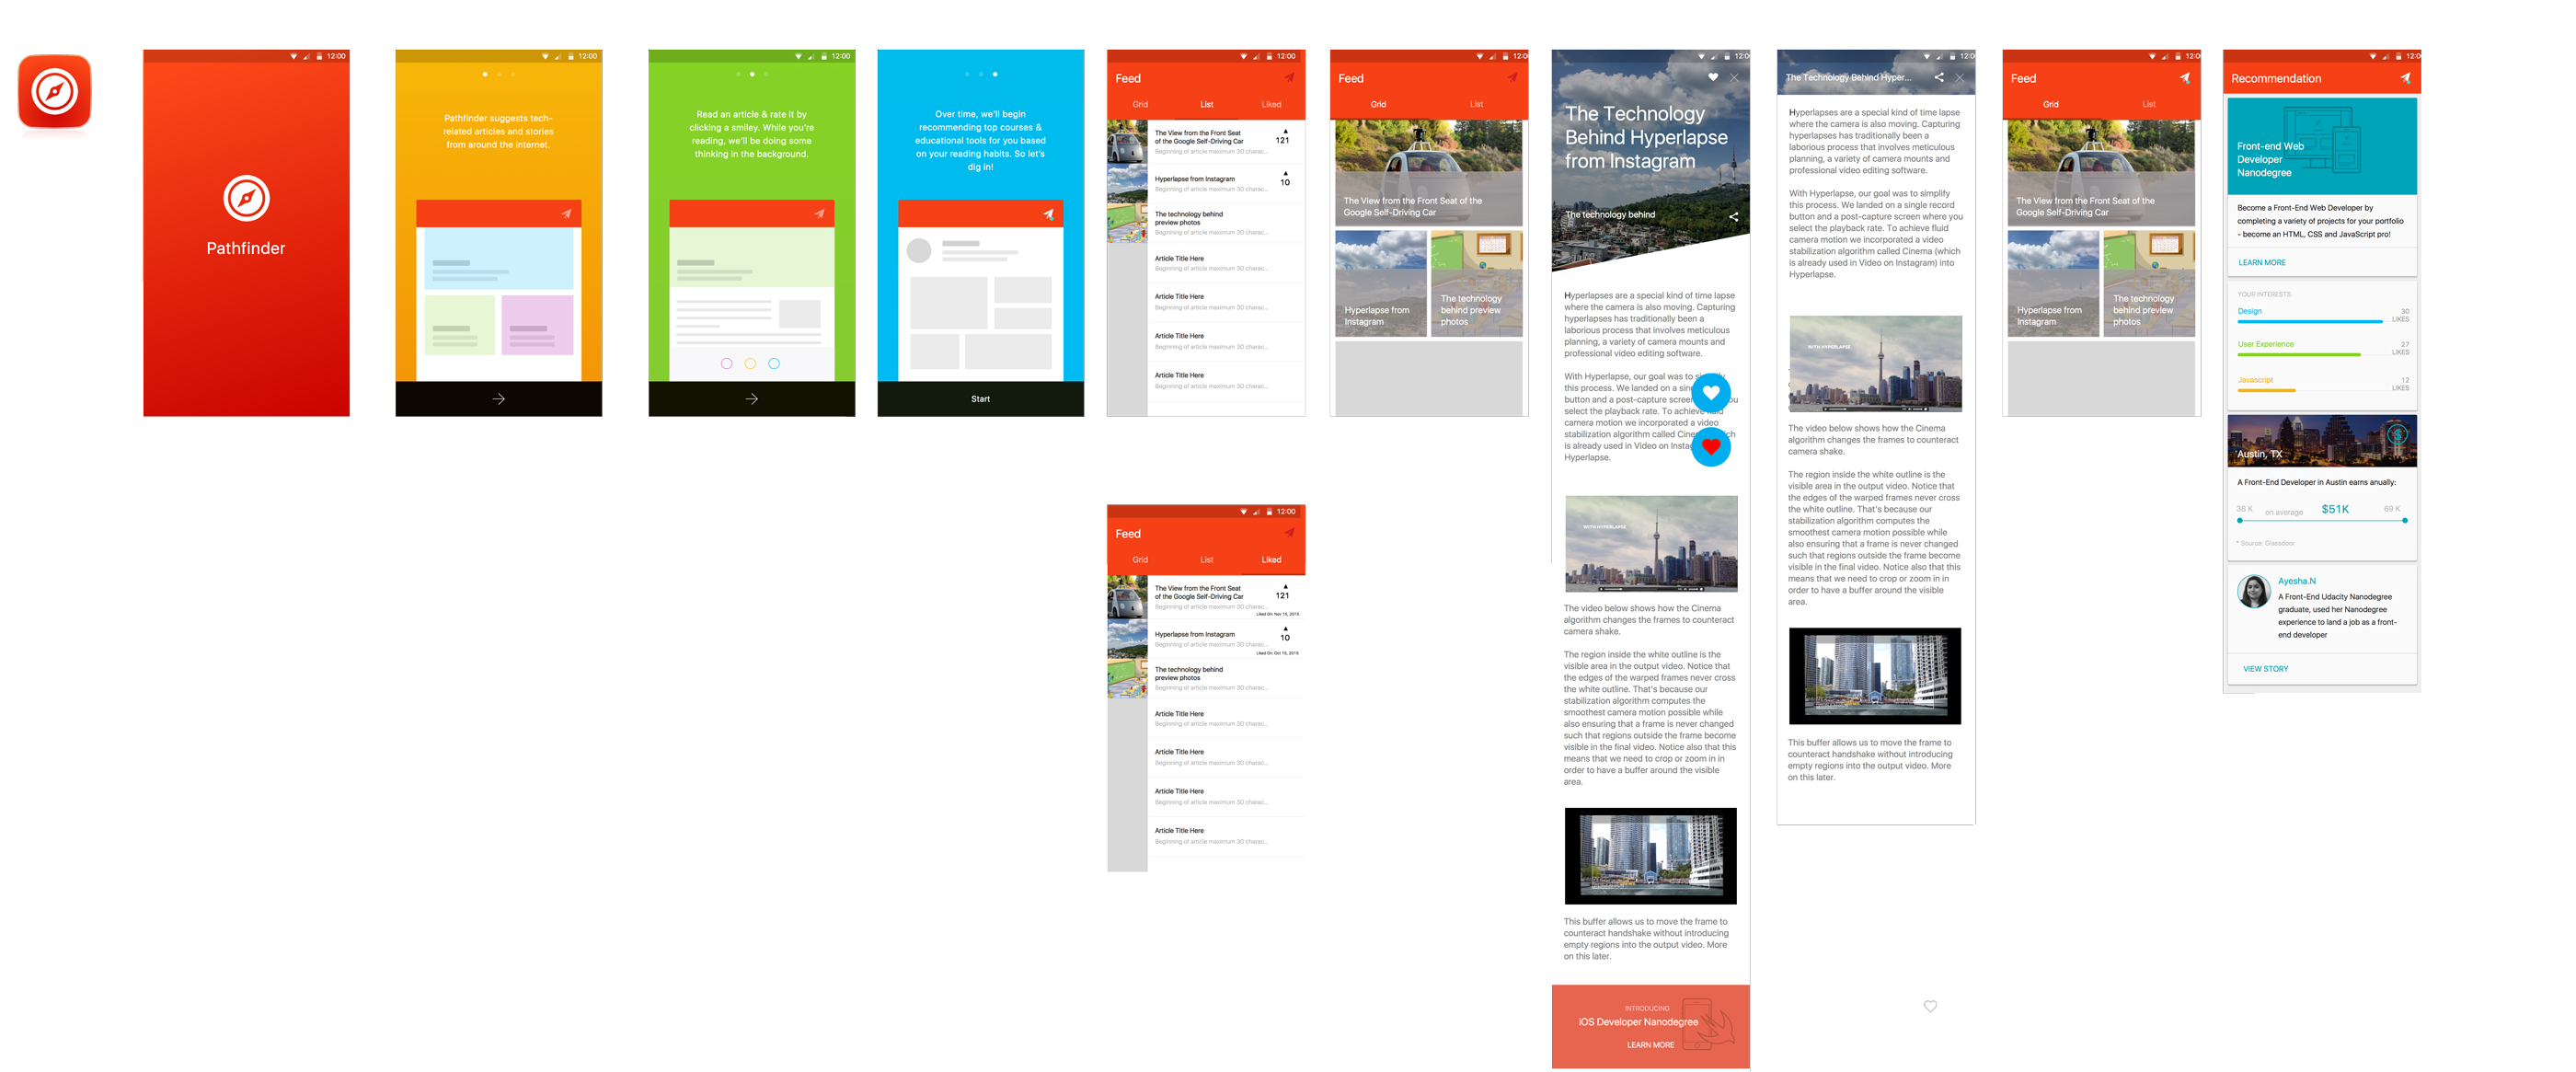 12:00
Pathfinder
12:00
Pathfinder suggests tech-
related articles and stories
from around the internet.
12:00
Read an article & rate it by
clicking a smiley. While you're
reading, we'll be doing some
thinking in the background.
12:00
Over time, we'll begin
recommending top courses &
educational tools for you based
on your reading habits. So let's
dig in!
Start
12:00
Feed
Grid List Liked
The View from the Front Seat
of the Google Self-Driving Car
121
Beginning of article maximum 30 charac...
Hyperlapse from Instagram
10
Beginning of article maximum 30 charac...
The technology behind
preview photos
Beginning of article maximum 30 charac...
Article Title Here
Beginning of article maximum 30 charac...
Article Title Here
Beginning of article maximum 30 charac...
Article Title Here
Beginning of article maximum 30 charac...
Article Title Here
Beginning of article maximum 30 charac...
12:00
Feed
Grid List Liked
The View from the Front Seat
of the Google Self-Driving Car
121
Beginning of article maximum 30 charac...
Liked On: Nov 15, 2015
Hyperlapse from Instagram
10
Beginning of article maximum 30 charac...
Liked On: Oct 15, 2015
The technology behind
preview photos
Beginning of article maximum 30 charac...
Article Title Here
Beginning of article maximum 30 charac...
Article Title Here
Beginning of article maximum 30 charac...
Article Title Here
Beginning of article maximum 30 charac...
Article Title Here
Beginning of article maximum 30 charac...
12:0
Feed
Grid List
The View from the Front Seat of the
Google Self-Driving Car
Hyperlapse from
Instagram
The technology
behind preview
photos
12:0
The Technology
Behind Hyperlapse
from Instagram
The technology behind
Hyperlapses are a special kind of time lapse
where the camera is also moving. Capturing
hyperlapses has traditionally been a
laborious process that involves meticulous
planning, a variety of camera mounts and
professional video editing software.
With Hyperlapse, our goal was to
this process. We landed on a
button and a post-capture
select the playback rate. To achieve
camera motion we incorporated a video
stabilization algorithm called
is already used in Video on
Hyperlapse.
WITH HYPERLAPSE
The video below shows how the Cinema
algorithm changes the frames to counteract
camera shake.
The region inside the white outline is the
visible area in the output video. Notice that
the edges of the warped frames never cross
the white outline. That's because our
stabilization algorithm computes the
smoothest camera motion possible while
also ensuring that a frame is never changed
such that regions outside the frame become
visible in the final video. Notice also that this
means that we need to crop or zoom in in
order to have a buffer around the visible
area.
This buffer allows us to move the frame to
counteract handshake without introducing
empty regions into the output video. More
on this later.
INTRODUCING
iOS Developer Nanodegree
LEARN MORE
12:0
The Technology Behind Hyper...
Hyperlapses are a special kind of time lapse
where the camera is also moving. Capturing
hyperlapses has traditionally been a
laborious process that involves meticulous
planning, a variety of camera mounts and
professional video editing software.
With Hyperlapse, our goal was to simplify
this process. We landed on a single record
button and a post-capture screen where you
select the playback rate. To achieve fluid
camera motion we incorporated a video
stabilization algorithm called Cinema (which
is already used in Video on Instagram) into
Hyperlapse.
WITH HYPERLAPSE
The video below shows how the Cinema
algorithm changes the frames to counteract
camera shake.
The region inside the white outline is the
visible area in the output video. Notice that
the edges of the warped frames never cross
the white outline. That's because our
stabilization algorithm computes the
smoothest camera motion possible while
also ensuring that a frame is never changed
such that regions outside the frame become
visible in the final video. Notice also that this
means that we need to crop or zoom in in
order to have a buffer around the visible
area.
This buffer allows us to move the frame to
counteract handshake without introducing
empty regions into the output video. More
on this later.
12:0
Feed
Grid List
The View from the Front Seat of the
Google Self-Driving Car
Hyperlapse from
Instagram
The technology
behind preview
photos
12:0
Recommendation
Front-end Web
Developer
Nanodegree
Become a Front-End Web Developer by
completing a variety of projects for your portfolio
- become an HTML, CSS and JavaScript pro!
LEARN MORE
YOUR INTERESTS
Design
30
LIKES
User Experience
27
LIKES
Javascript
12
LIKES
Austin, TX
A Front-End Developer in Austin earns anually:
38 K on average $51K 69 K
* Source: Glassdoor
Ayesha.N
A Front-End Udacity Nanodegree
graduate, used her Nanodegree
experience to land a job as a front-
end developer
VIEW STORY